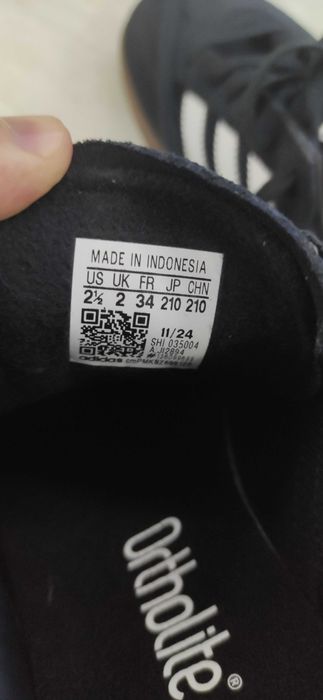 MADE IN INDONESIA
US UK FR JP CHN
2½ 2 34 210 210
11/24
SHI 035004
A.JI2894
adidas
Ortholite®